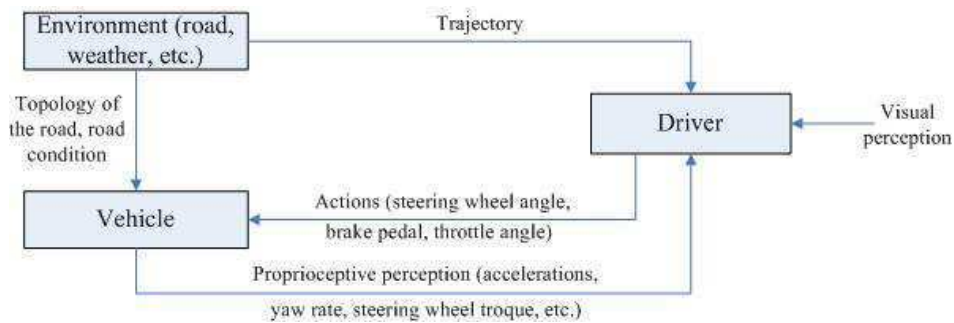 Environment (road,
weather, etc.)
Trajectory
Topology of
the road, road
condition
Driver
Visual
perception
Vehicle
Actions (steering wheel angle,
brake pedal, throttle angle)
Proprioceptive perception (accelerations,
yaw rate, steering wheel troque, etc.)